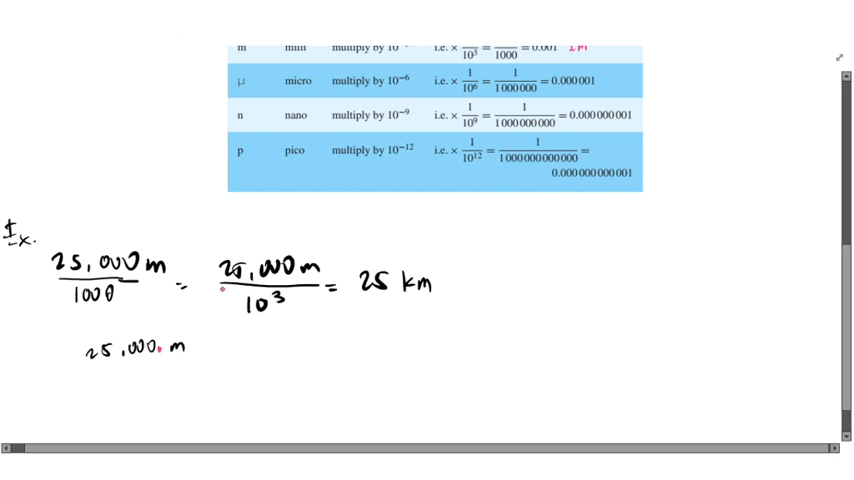 m milli multiply by 10⁻³ i.e. × 1/10³ = 1/1000 = 0.001
μ micro multiply by 10⁻⁶ i.e. × 1/10⁶ = 1/1 000 000 = 0.000 001
n nano multiply by 10⁻⁹ i.e. × 1/10⁹ = 1/1 000 000 000 = 0.000 000 001
p pico multiply by 10⁻¹² i.e. × 1/10¹² = 1/1 000 000 000 000 =
0.000 000 000 001
Ex.
25,000 m / 1000 = 25,000 m / 10³ = 25 km
25,000. m